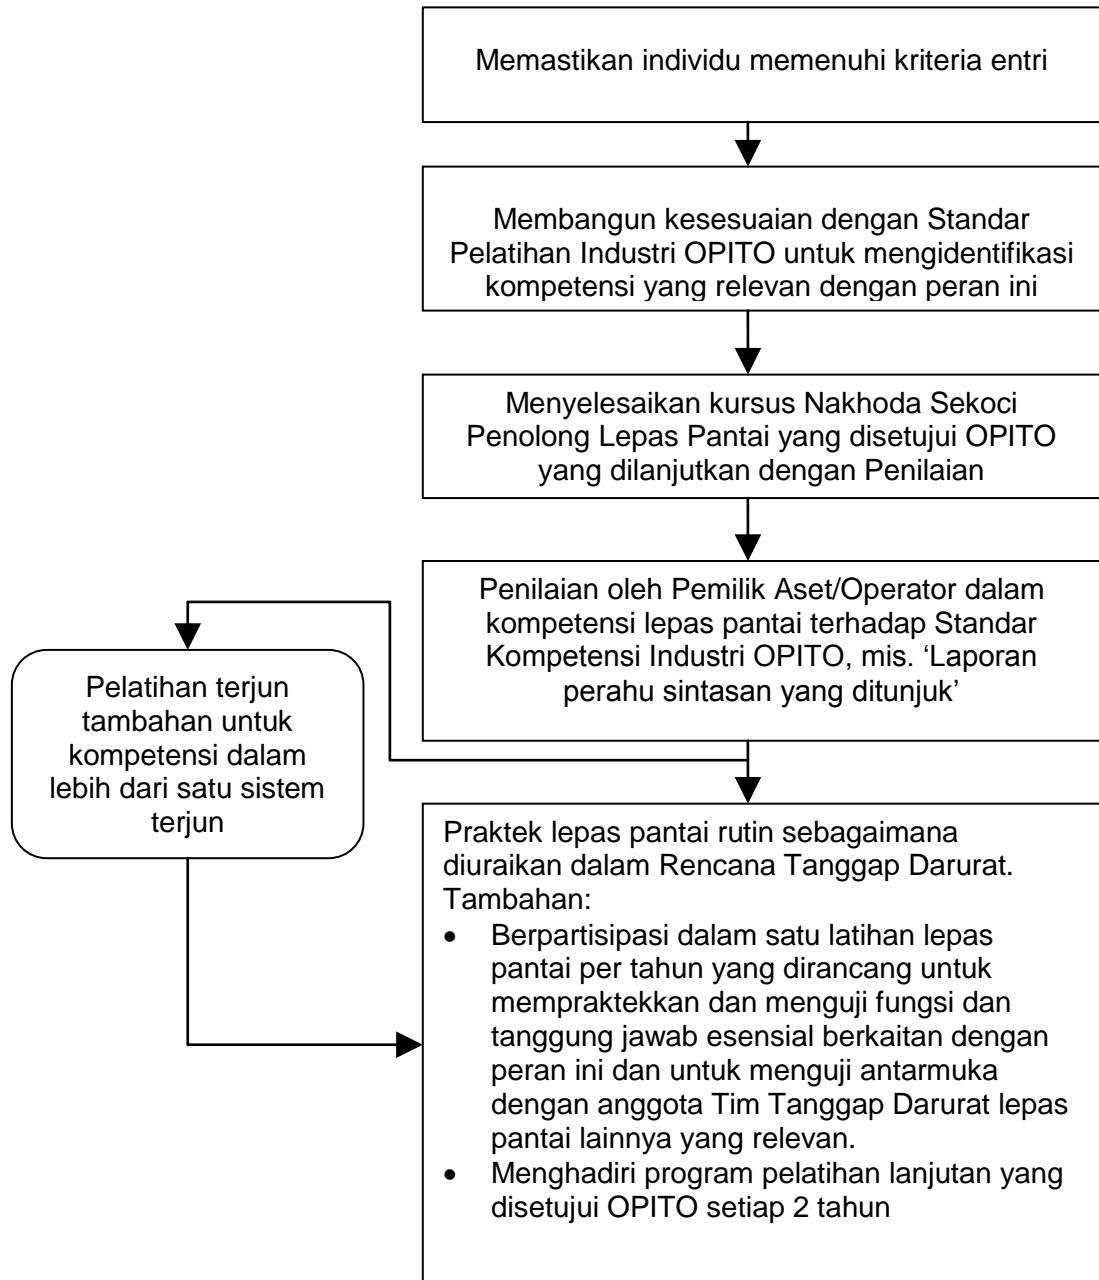 Memastikan individu memenuhi kriteria entri
Membangun kesesuaian dengan Standar
Pelatihan Industri OPITO untuk mengidentifikasi
kompetensi yang relevan dengan peran ini
Menyelesaikan kursus Nakhoda Sekoci
Penolong Lepas Pantai yang disetujui OPITO
yang dilanjutkan dengan Penilaian
Penilaian oleh Pemilik Aset/Operator dalam
kompetensi lepas pantai terhadap Standar
Kompetensi Industri OPITO, mis. ‘Laporan
perahu sintasan yang ditunjuk’
Pelatihan terjun
tambahan untuk
kompetensi dalam
lebih dari satu sistem
terjun
Praktek lepas pantai rutin sebagaimana
diuraikan dalam Rencana Tanggap Darurat.
Tambahan:
• Berpartisipasi dalam satu latihan lepas
pantai per tahun yang dirancang untuk
mempraktekkan dan menguji fungsi dan
tanggung jawab esensial berkaitan dengan
peran ini dan untuk menguji antarmuka
dengan anggota Tim Tanggap Darurat lepas
pantai lainnya yang relevan.
• Menghadiri program pelatihan lanjutan yang
disetujui OPITO setiap 2 tahun